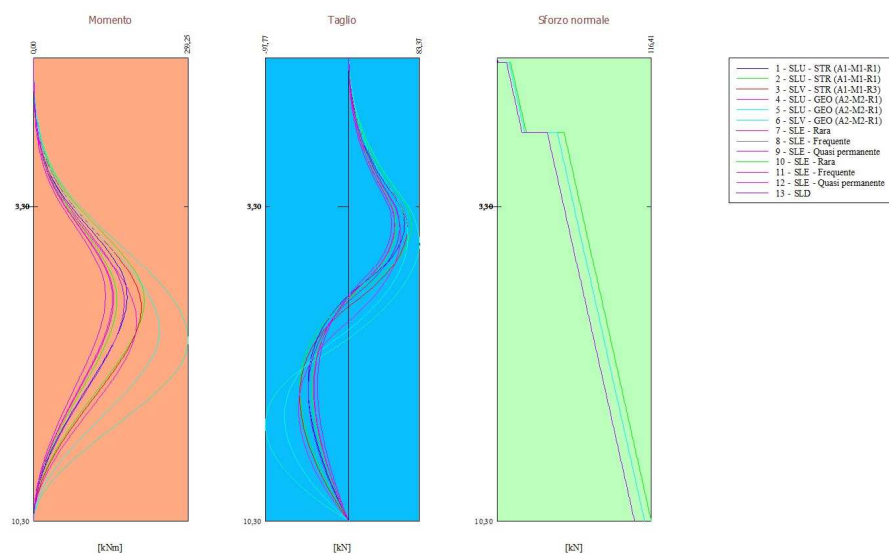 Momento
Taglio
Sforzo normale
0,00
259,25
-97,77
83,37
116,41
3,30
3,30
3,30
10,30
10,30
10,30
[kNm]
[kN]
[kN]
1 - SLU - STR (A1-M1-R1)
2 - SLU - STR (A1-M1-R1)
3 - SLV - STR (A1-M1-R3)
4 - SLU - GEO (A2-M2-R1)
5 - SLU - GEO (A2-M2-R1)
6 - SLV - GEO (A2-M2-R1)
7 - SLE - Rara
8 - SLE - Frequente
9 - SLE - Quasi permanente
10 - SLE - Rara
11 - SLE - Frequente
12 - SLE - Quasi permanente
13 - SLD